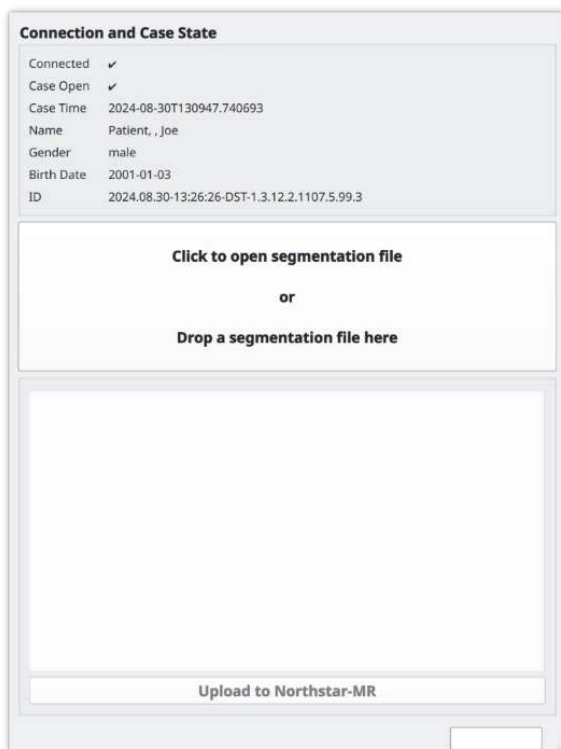 Connection and Case State
Connected ✔
Case Open ✔
Case Time 2024-08-30T130947.740693
Name Patient, , Joe
Gender male
Birth Date 2001-01-03
ID 2024.08.30-13:26:26-DST-1.3.12.2.1107.5.99.3
Click to open segmentation file
or
Drop a segmentation file here
Upload to Northstar-MR